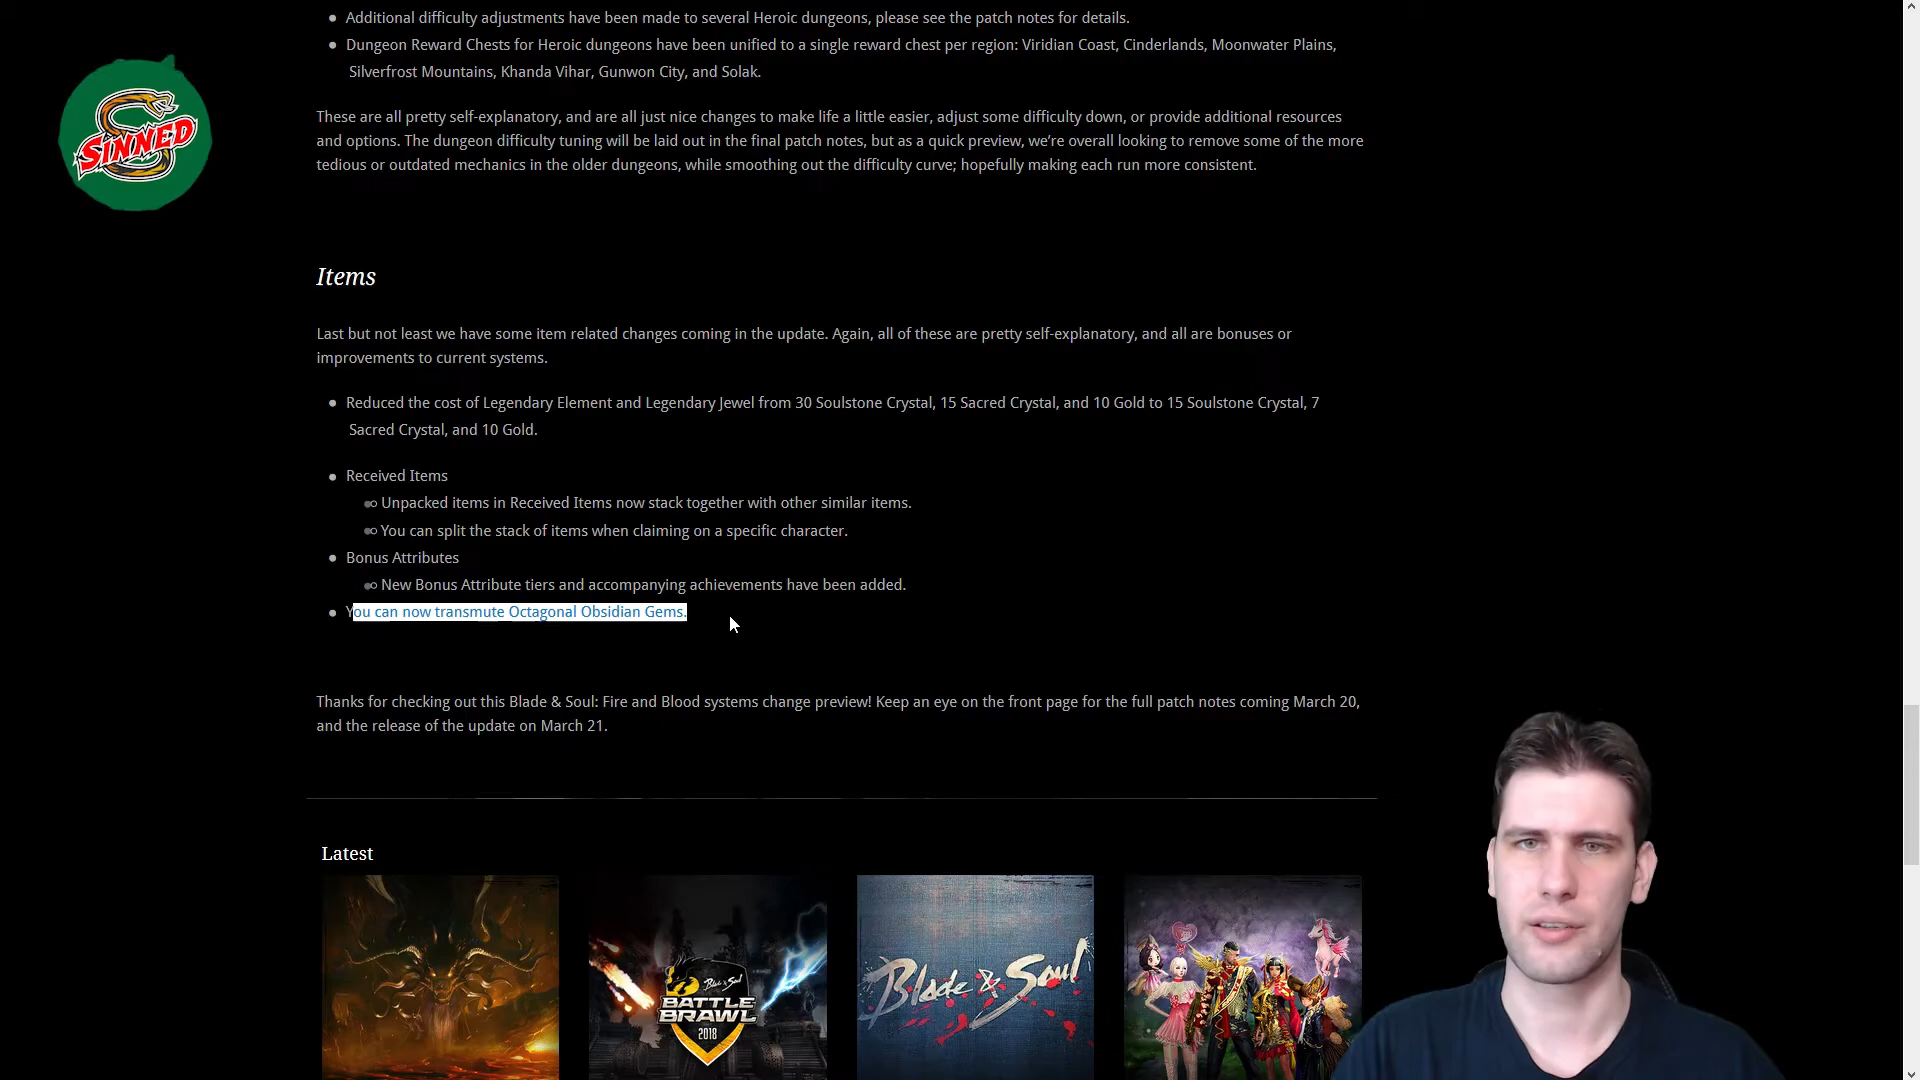 Additional difficulty adjustments have been made to several Heroic dungeons, please see the patch notes for details.
Dungeon Reward Chests for Heroic dungeons have been unified to a single reward chest per region: Viridian Coast, Cinderlands, Moonwater Plains,
Silverfrost Mountains, Khanda Vihar, Gunwon City, and Solak.
SINNED
These are all pretty self-explanatory, and are all just nice changes to make life a little easier, adjust some difficulty down, or provide additional resources
and options. The dungeon difficulty tuning will be laid out in the final patch notes, but as a quick preview, we’re overall looking to remove some of the more
tedious or outdated mechanics in the older dungeons, while smoothing out the difficulty curve; hopefully making each run more consistent.
Items
Last but not least we have some item related changes coming in the update. Again, all of these are pretty self-explanatory, and all are bonuses or
improvements to current systems.
Reduced the cost of Legendary Element and Legendary Jewel from 30 Soulstone Crystal, 15 Sacred Crystal, and 10 Gold to 15 Soulstone Crystal, 7
Sacred Crystal, and 10 Gold.
Received Items
Unpacked items in Received Items now stack together with other similar items.
You can split the stack of items when claiming on a specific character.
Bonus Attributes
New Bonus Attribute tiers and accompanying achievements have been added.
You can now transmute Octagonal Obsidian Gems.
Thanks for checking out this Blade & Soul: Fire and Blood systems change preview! Keep an eye on the front page for the full patch notes coming March 20,
and the release of the update on March 21.
Latest
Blade & Soul
BATTLE
BRAWL
2018
Blade & Soul